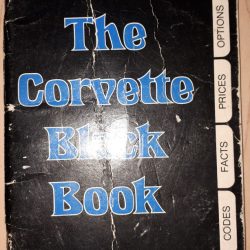 The
Corvette
Black
Book
OPTIONS
PRICES
FACTS
CODES